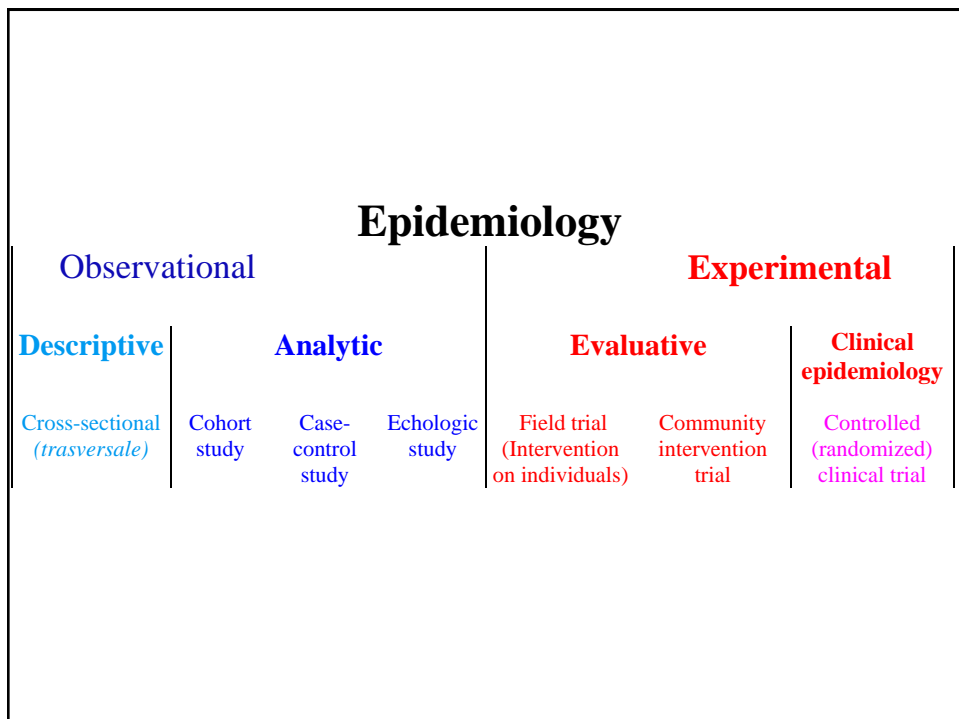 Epidemiology
Observational
Experimental
Descriptive
Analytic
Evaluative
Clinical
epidemiology
Cross-sectional
(trasversale)
Cohort
study
Case-
control
study
Echologic
study
Field trial
(Intervention
on individuals)
Community
intervention
trial
Controlled
(randomized)
clinical trial